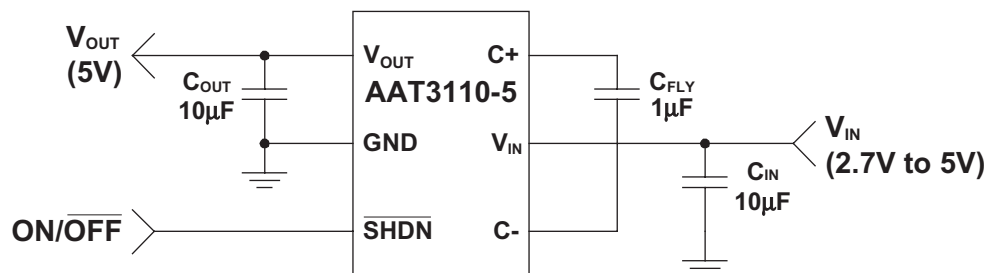 VOUT
(5V)
COUT
10μF
VOUT
C+
AAT3110-5
GND
VIN
SHDN
C-
CFLY
1μF
VIN
(2.7V to 5V)
CIN
10μF
ON/OFF